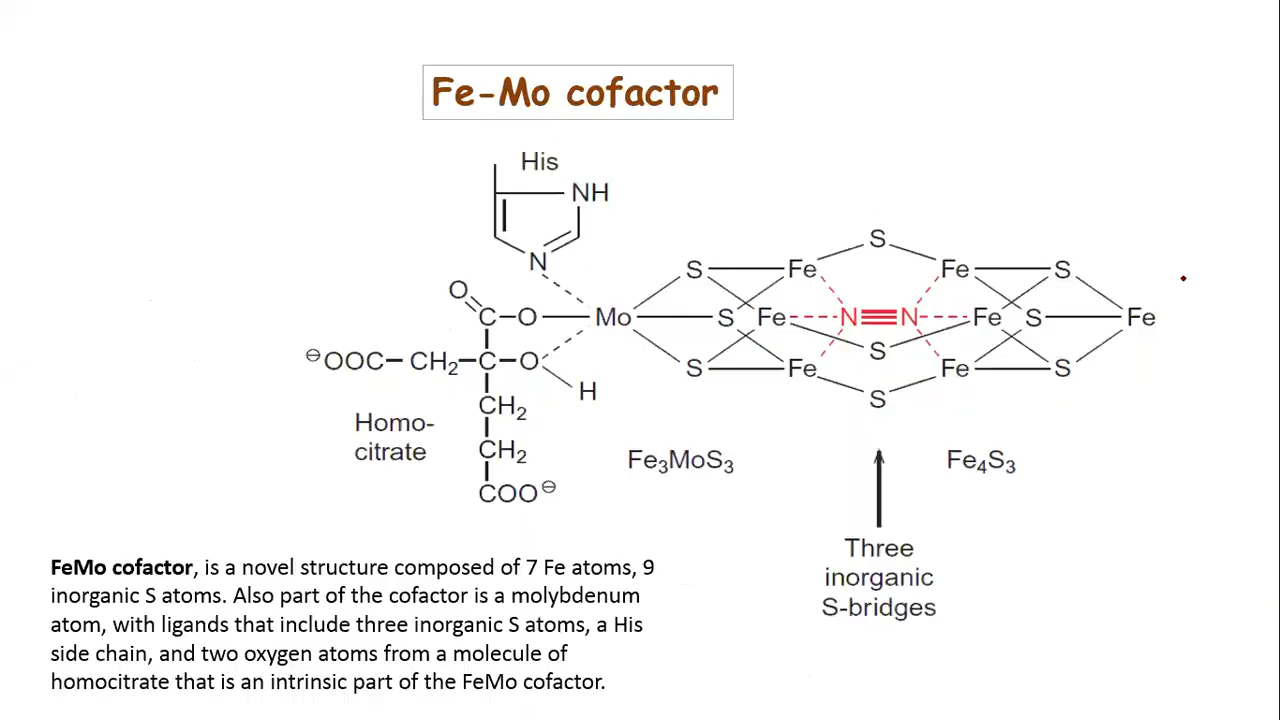 Fe-Mo cofactor
His
NH
N
O
S Fe S Fe S
C–O Mo S Fe N≡N Fe S Fe
⊖OOC–CH₂–C–O S Fe S Fe S
H S
CH₂
Homo-
citrate
CH₂
Fe₃MoS₃ Fe₄S₃
COO⊖
Three
inorganic
S-bridges
FeMo cofactor, is a novel structure composed of 7 Fe atoms, 9
inorganic S atoms. Also part of the cofactor is a molybdenum
atom, with ligands that include three inorganic S atoms, a His
side chain, and two oxygen atoms from a molecule of
homocitrate that is an intrinsic part of the FeMo cofactor.